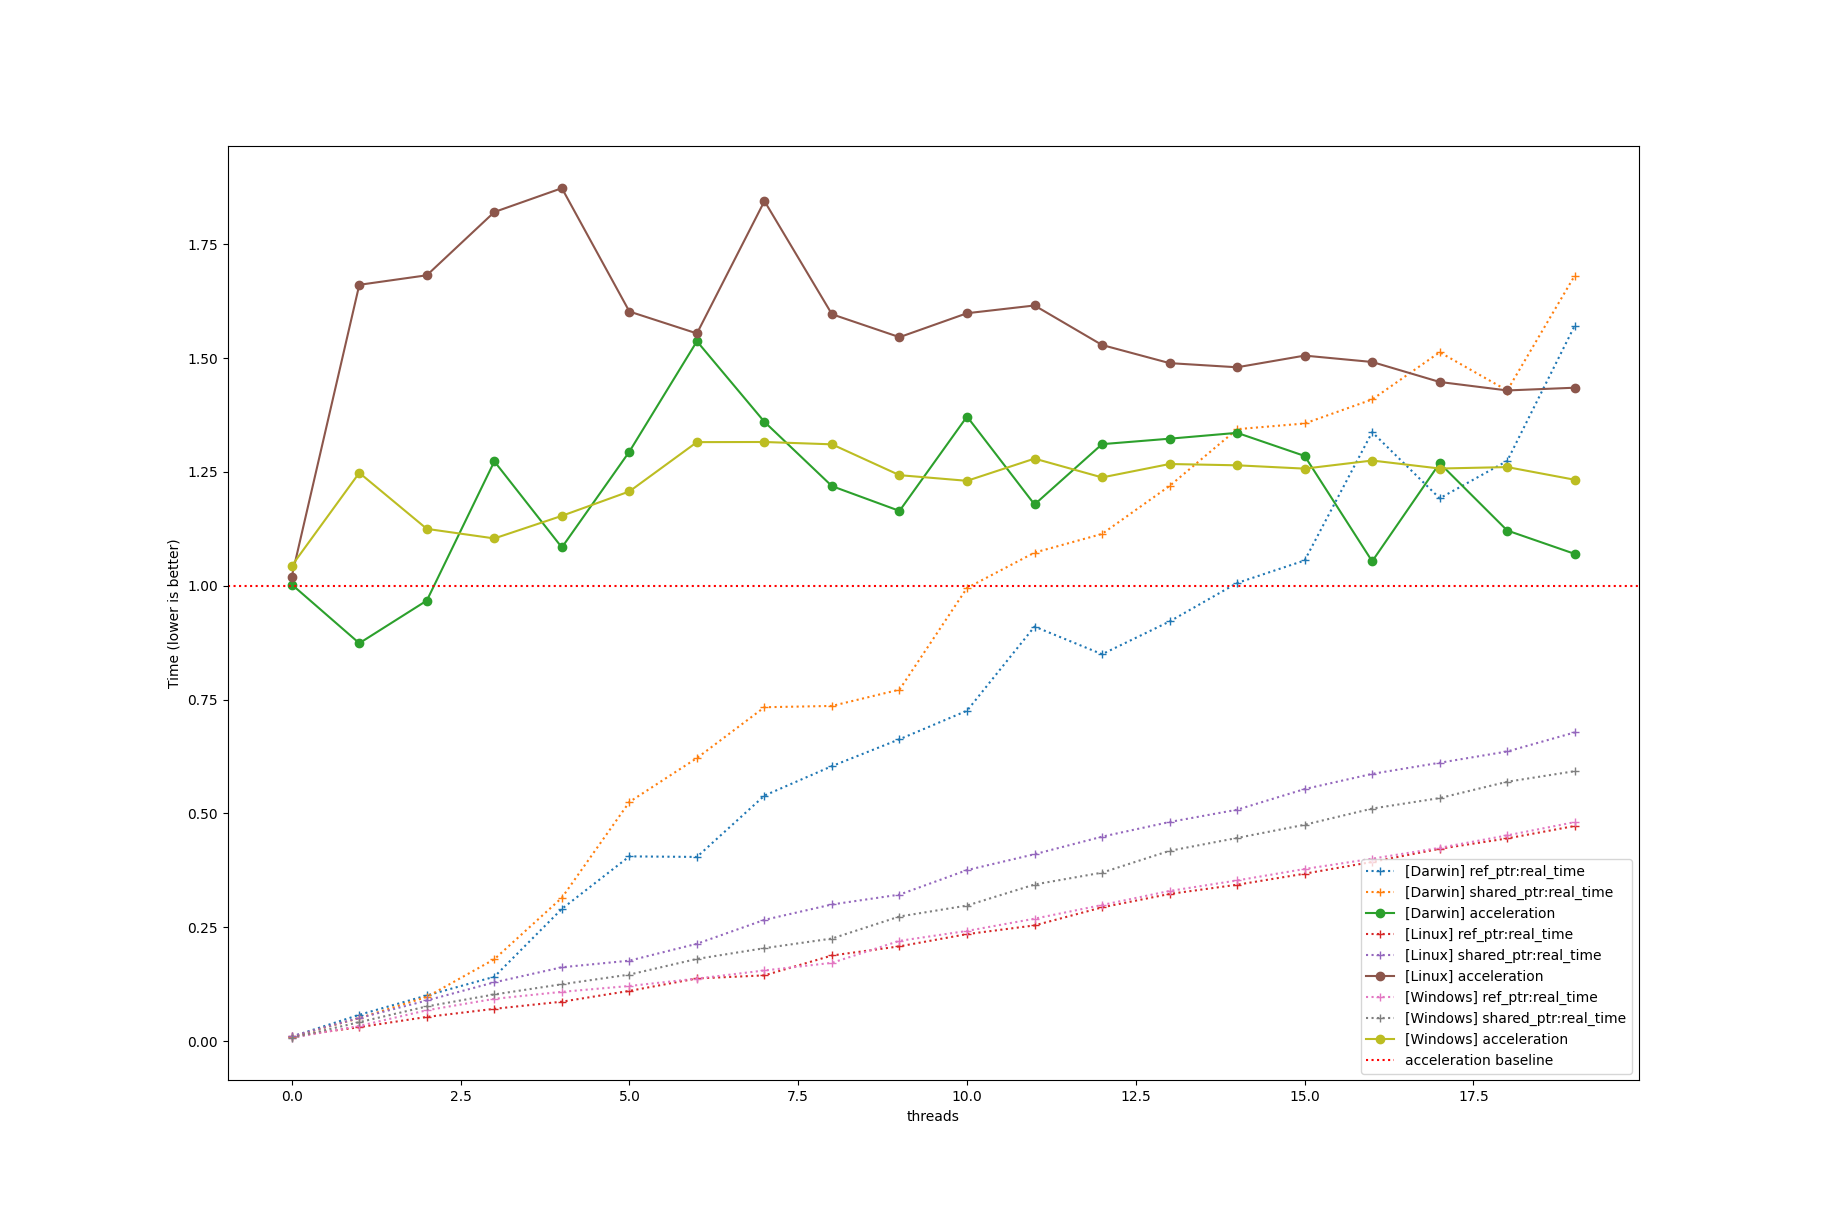 Time (lower is better)
1.75
1.50
1.25
1.00
0.75
0.50
0.25
0.00
0.0
2.5
5.0
7.5
10.0
12.5
15.0
17.5
threads
[Darwin] ref_ptr:real_time
[Darwin] shared_ptr:real_time
[Darwin] acceleration
[Linux] ref_ptr:real_time
[Linux] shared_ptr:real_time
[Linux] acceleration
[Windows] ref_ptr:real_time
[Windows] shared_ptr:real_time
[Windows] acceleration
acceleration baseline